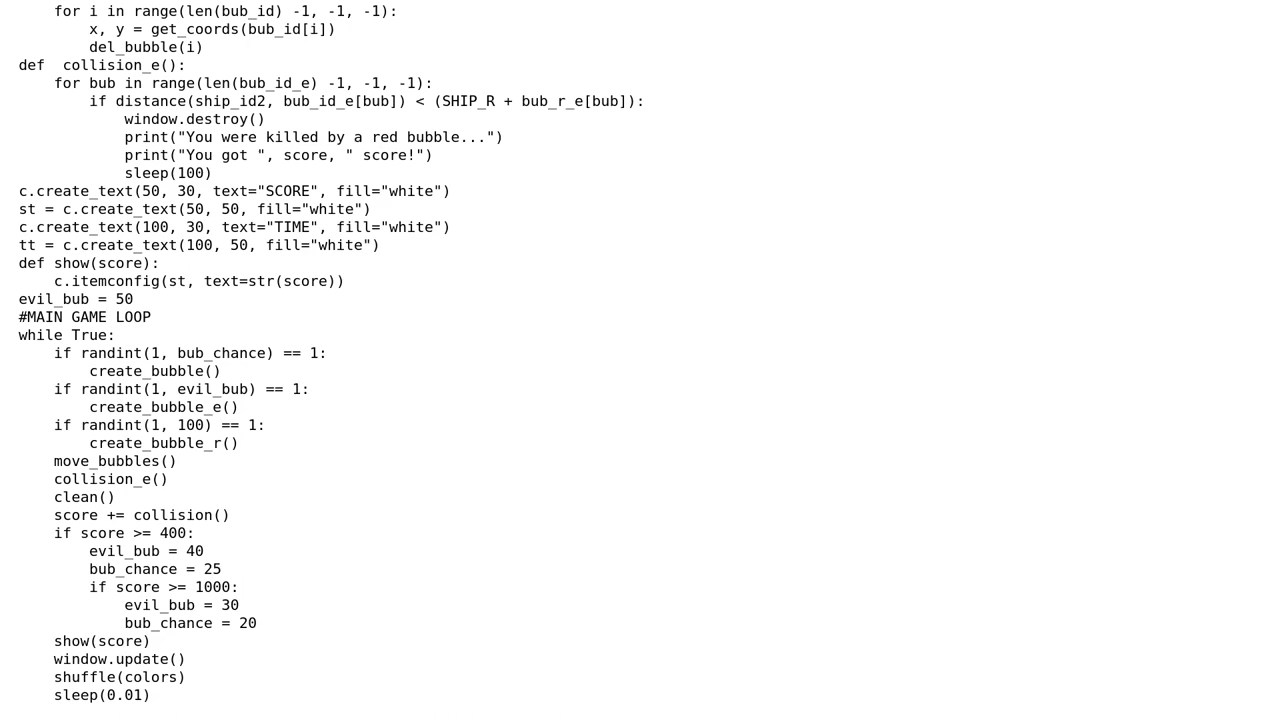 for i in range(len(bub_id) -1, -1, -1):
        x, y = get_coords(bub_id[i])
        del_bubble(i)
def  collision_e():
    for bub in range(len(bub_id_e) -1, -1, -1):
        if distance(ship_id2, bub_id_e[bub]) < (SHIP_R + bub_r_e[bub]):
            window.destroy()
            print("You were killed by a red bubble...")
            print("You got ", score, " score!")
            sleep(100)
c.create_text(50, 30, text="SCORE", fill="white")
st = c.create_text(50, 50, fill="white")
c.create_text(100, 30, text="TIME", fill="white")
tt = c.create_text(100, 50, fill="white")
def show(score):
    c.itemconfig(st, text=str(score))
evil_bub = 50
#MAIN GAME LOOP
while True:
    if randint(1, bub_chance) == 1:
        create_bubble()
    if randint(1, evil_bub) == 1:
        create_bubble_e()
    if randint(1, 100) == 1:
        create_bubble_r()
    move_bubbles()
    collision_e()
    clean()
    score += collision()
    if score >= 400:
        evil_bub = 40
        bub_chance = 25
        if score >= 1000:
            evil_bub = 30
            bub_chance = 20
    show(score)
    window.update()
    shuffle(colors)
    sleep(0.01)